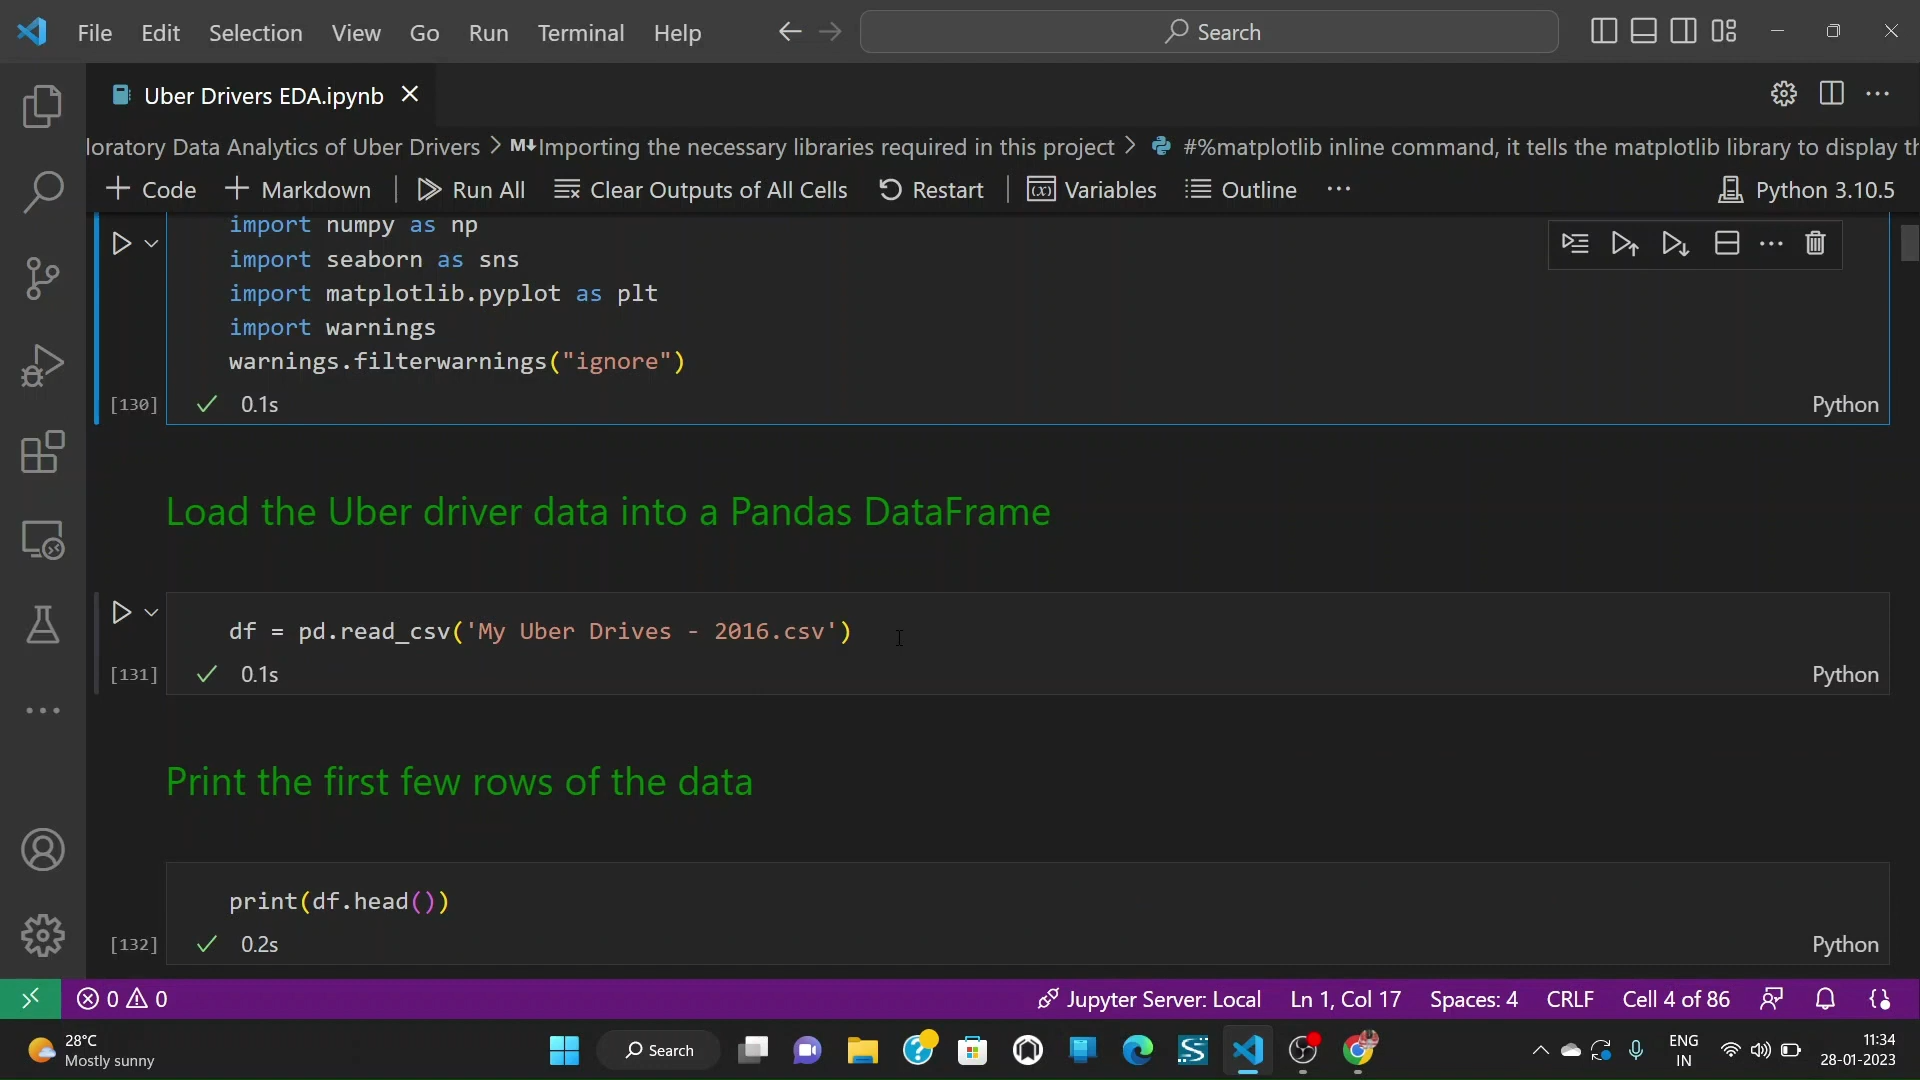 File Edit Selection View Go Run Terminal Help
Search
Uber Drivers EDA.ipynb
loratory Data Analytics of Uber Drivers > M↓Importing the necessary libraries required in this project > #%matplotlib inline command, it tells the matplotlib library to display th
+ Code + Markdown Run All Clear Outputs of All Cells Restart (x) Variables Outline ... Python 3.10.5
import numpy as np
import seaborn as sns
import matplotlib.pyplot as plt
import warnings
warnings.filterwarnings("ignore")
[130] ✓ 0.1s Python
Load the Uber driver data into a Pandas DataFrame
df = pd.read_csv('My Uber Drives - 2016.csv')
[131] ✓ 0.1s Python
Print the first few rows of the data
print(df.head())
[132] ✓ 0.2s Python
0 0 Jupyter Server: Local Ln 1, Col 17 Spaces: 4 CRLF Cell 4 of 86
28°C
Mostly sunny
Search
ENG
IN
11:34
28-01-2023